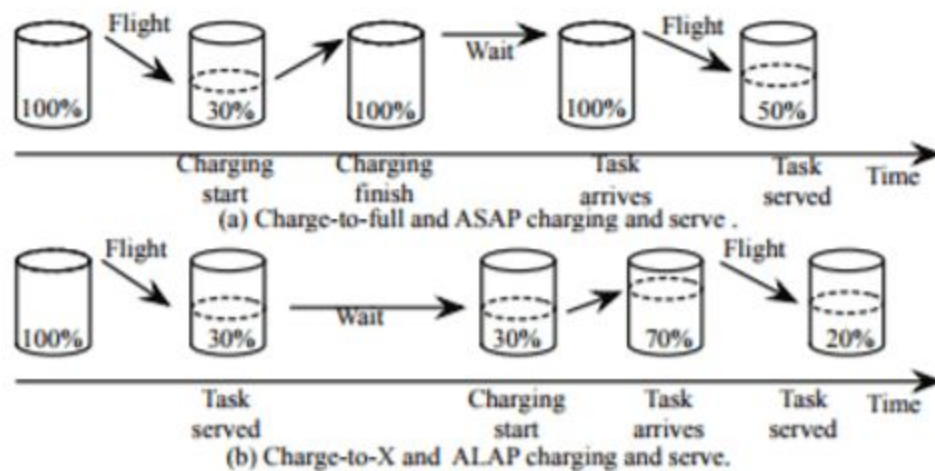 Flight
Flight
Wait
100%
30%
100%
100%
50%
Charging start
Charging finish
Task arrives
Task served
Time
(a) Charge-to-full and ASAP charging and serve .
Flight
Flight
Wait
100%
30%
30%
70%
20%
Task served
Charging start
Task arrives
Task served
Time
(b) Charge-to-X and ALAP charging and serve.